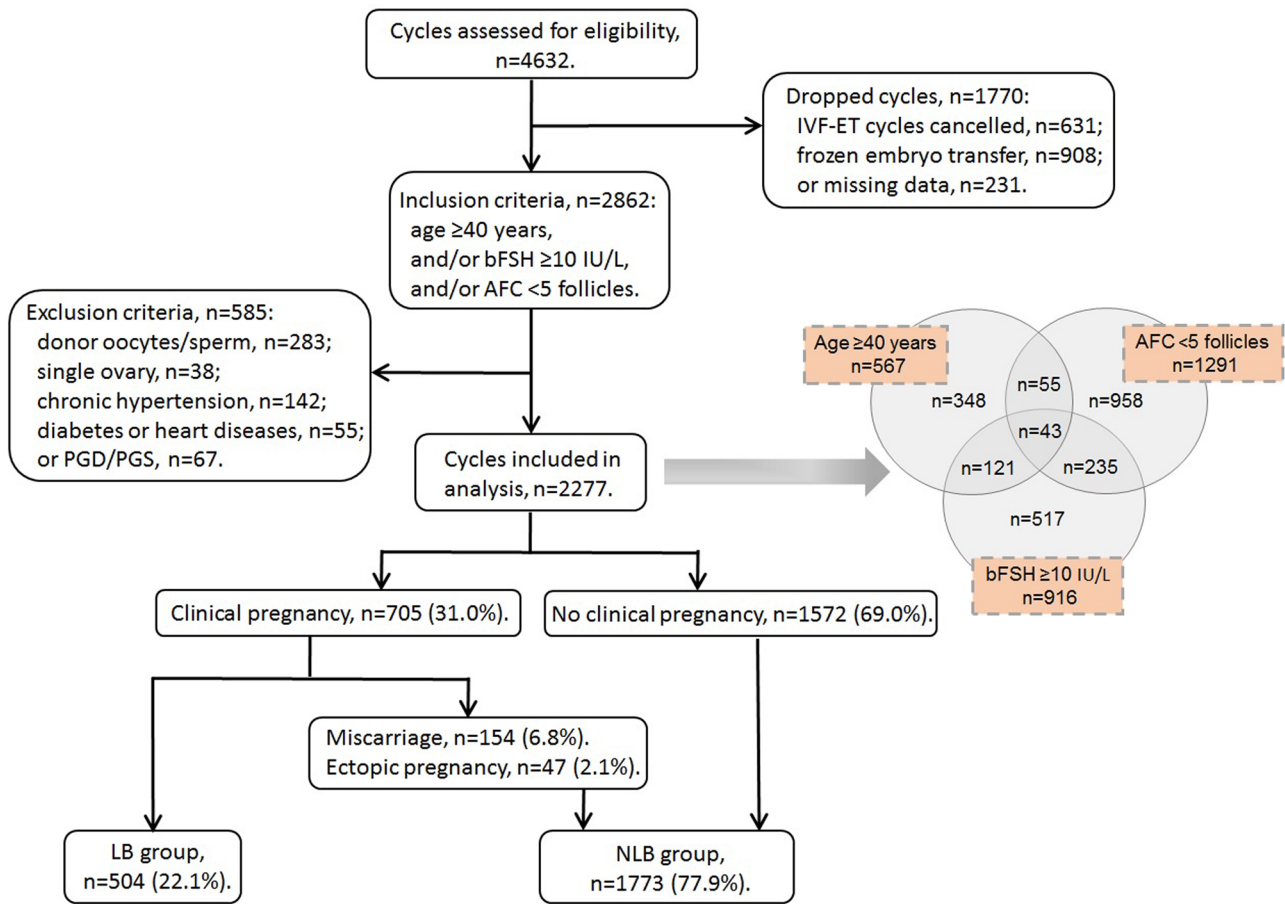 Cycles assessed for eligibility,
n=4632.
Dropped cycles, n=1770:
IVF-ET cycles cancelled, n=631;
frozen embryo transfer, n=908;
or missing data, n=231.
Inclusion criteria, n=2862:
age ≥40 years,
and/or bFSH ≥10 IU/L,
and/or AFC <5 follicles.
Exclusion criteria, n=585:
donor oocytes/sperm, n=283;
single ovary, n=38;
chronic hypertension, n=142;
diabetes or heart diseases, n=55;
or PGD/PGS, n=67.
Cycles included in
analysis, n=2277.
Age ≥40 years
n=567
AFC <5 follicles
n=1291
n=55
n=348
n=958
n=43
n=121
n=235
n=517
bFSH ≥10 IU/L
n=916
Clinical pregnancy, n=705 (31.0%).
No clinical pregnancy, n=1572 (69.0%).
Miscarriage, n=154 (6.8%).
Ectopic pregnancy, n=47 (2.1%).
LB group,
n=504 (22.1%).
NLB group,
n=1773 (77.9%).